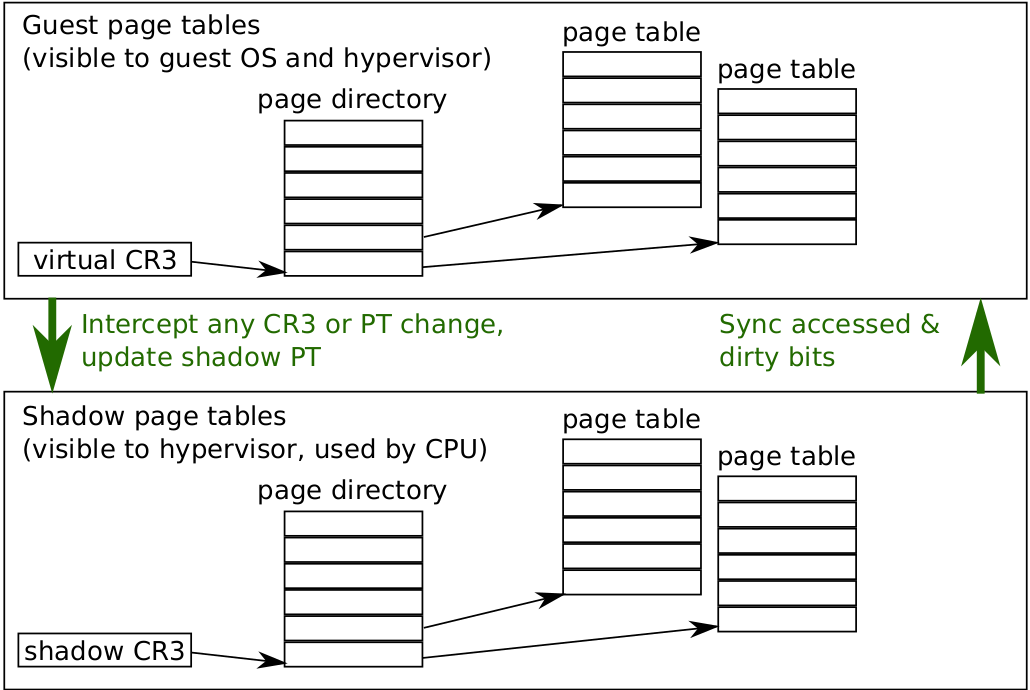 Guest page tables
(visible to guest OS and hypervisor)
page directory
page table
page table
virtual CR3
Intercept any CR3 or PT change,
update shadow PT
Sync accessed &
dirty bits
Shadow page tables
(visible to hypervisor, used by CPU)
page directory
page table
page table
shadow CR3